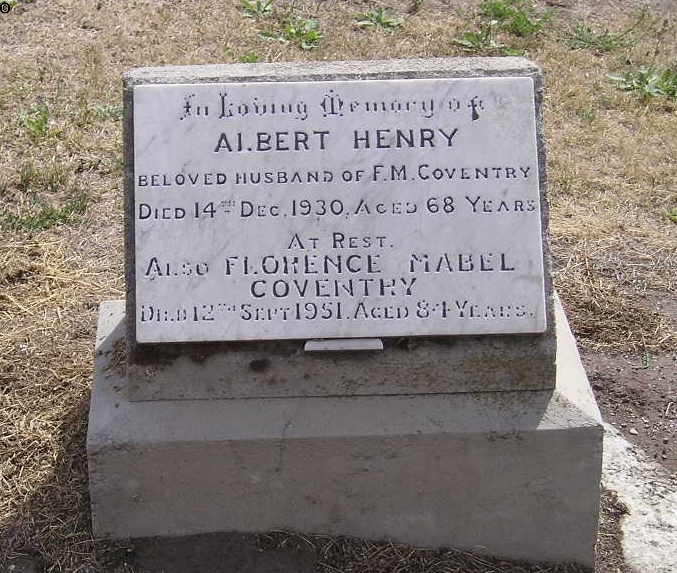 In Loving Memory of
ALBERT HENRY
BELOVED HUSBAND OF F.M. COVENTRY
DIED 14TH DEC. 1930, AGED 68 YEARS
AT REST.
ALSO FLORENCE MABEL
COVENTRY
DIED 12TH SEPT 1951. AGED 84 YEARS.